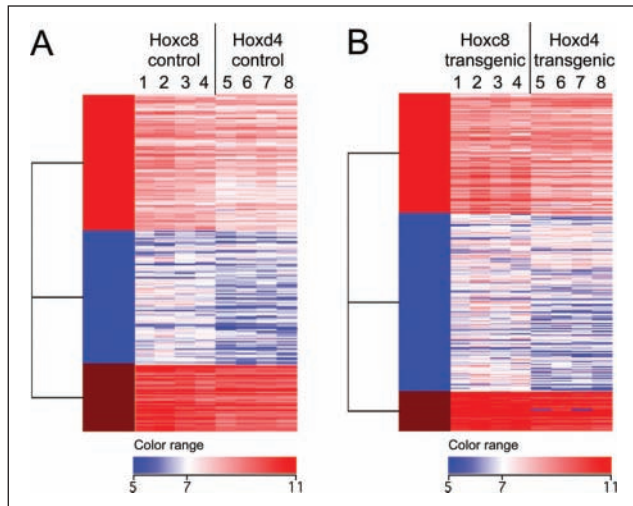 A
Hoxc8 control
Hoxd4 control
1 2 3 4 5 6 7 8
Color range
5 7 11
B
Hoxc8 transgenic
Hoxd4 transgenic
1 2 3 4 5 6 7 8
Color range
5 7 11